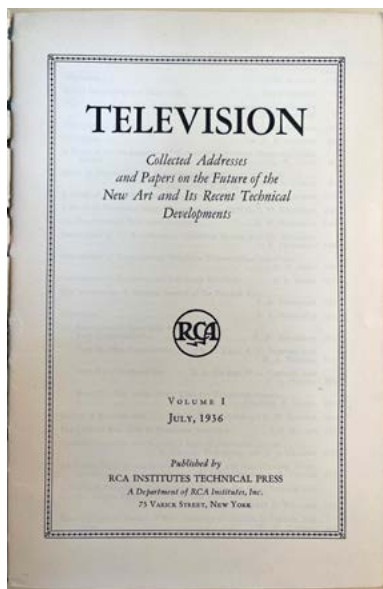 TELEVISION
Collected Addresses
and Papers on the Future of the
New Art and Its Recent Technical
Developments
RCA
VOLUME I
JULY, 1936
Published by
RCA INSTITUTES TECHNICAL PRESS
A Department of RCA Institutes, Inc.
75 VARICK STREET, NEW YORK